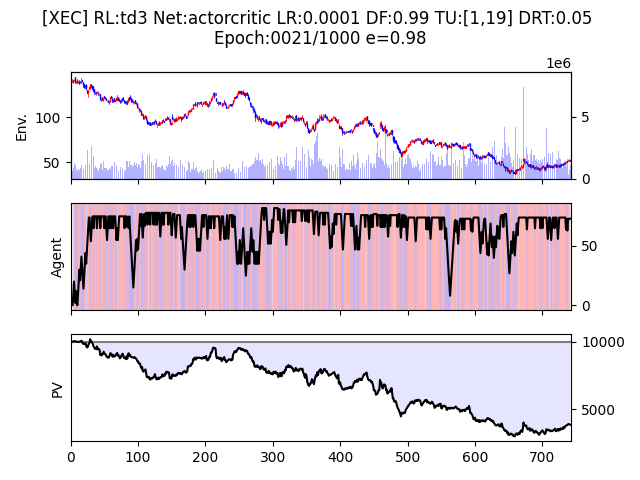 [XEC] RL:td3 Net:actorcritic LR:0.0001 DF:0.99 TU:[1,19] DRT:0.05
Epoch:0021/1000 e=0.98
1e6
Env.
100
50
5
0
Agent
50
0
PV
10000
5000
0 100 200 300 400 500 600 700